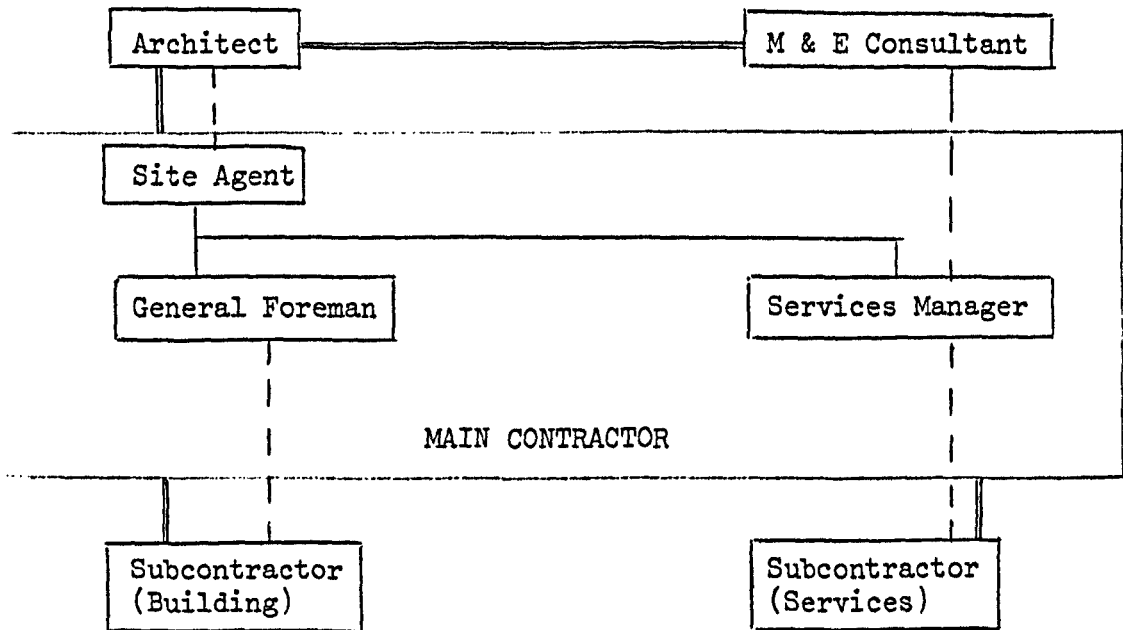 Architect
M & E Consultant
Site Agent
General Foreman
Services Manager
MAIN CONTRACTOR
Subcontractor
(Building)
Subcontractor
(Services)